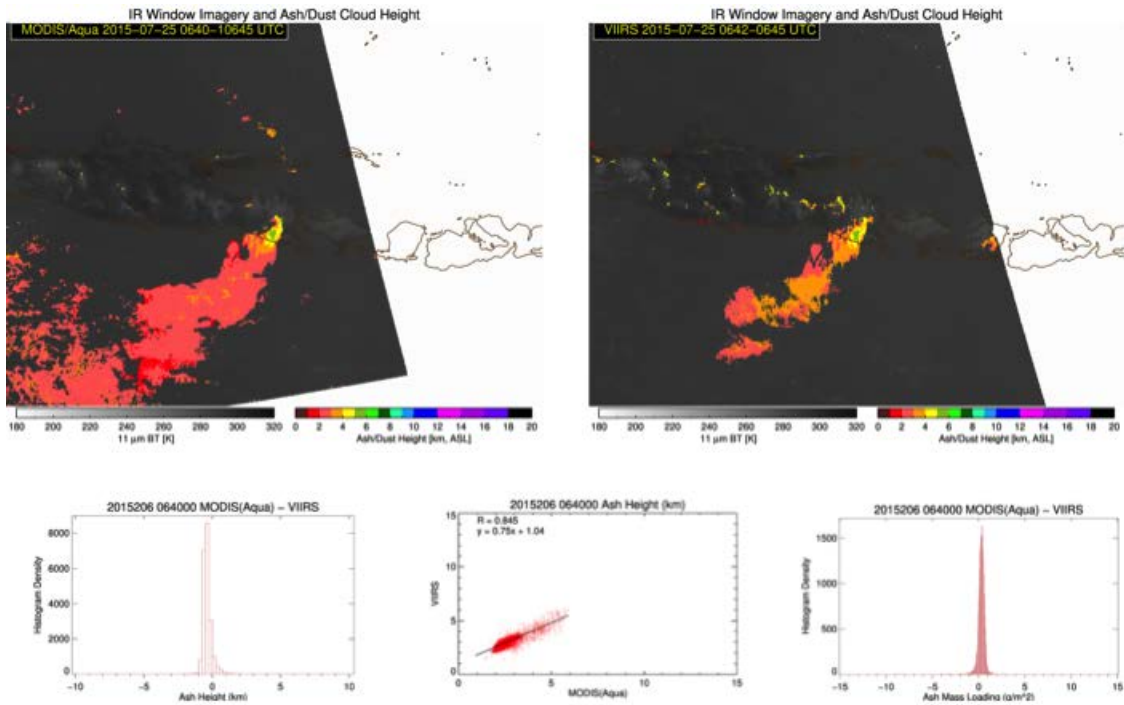 IR Window Imagery and Ash/Dust Cloud Height
MODIS/Aqua 2015-07-25 0640-10645 UTC
180 200 220 240 260 280 300 320
11 μm BT [K]
0 2 4 6 8 10 12 14 16 18 20
Ash/Dust Height [km, ASL]
IR Window Imagery and Ash/Dust Cloud Height
VIIRS 2015-07-25 0642-0645 UTC
180 200 220 240 260 280 300 320
11 μm BT [K]
0 2 4 6 8 10 12 14 16 18 20
Ash/Dust Height [km, ASL]
2015206 064000 MODIS(Aqua) - VIIRS
Histogram Density
8000
6000
4000
2000
0
-10 -5 0 5 10
Ash Height (km)
2015206 064000 Ash Height (km)
R = 0.845
y = 0.75x + 1.04
VIIRS
15
10
5
0
0 5 10 15
MODIS(Aqua)
2015206 064000 MODIS(Aqua) - VIIRS
Histogram Density
1500
1000
500
0
-15 -10 -5 0 5 10 15
Ash Mass Loading (g/m^2)